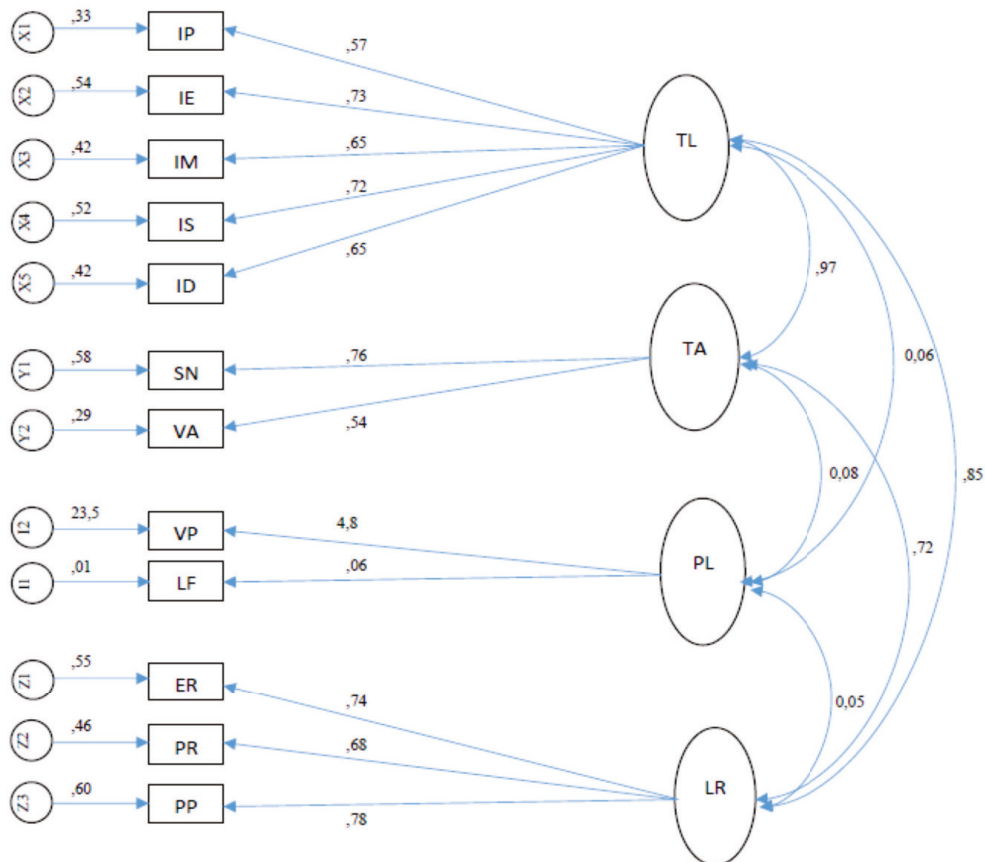 X1 ,33 IP ,57
X2 ,54 IE ,73
X3 ,42 IM ,65
X4 ,52 IS ,72
X5 ,42 ID ,65
TL
,97
Y1 ,58 SN ,76
Y2 ,29 VA ,54
TA
0,06
0,08
,85
,72
I2 23,5 VP 4,8
I1 ,01 LF ,06
PL
0,05
Z1 ,55 ER ,74
Z2 ,46 PR ,68
Z3 ,60 PP ,78
LR